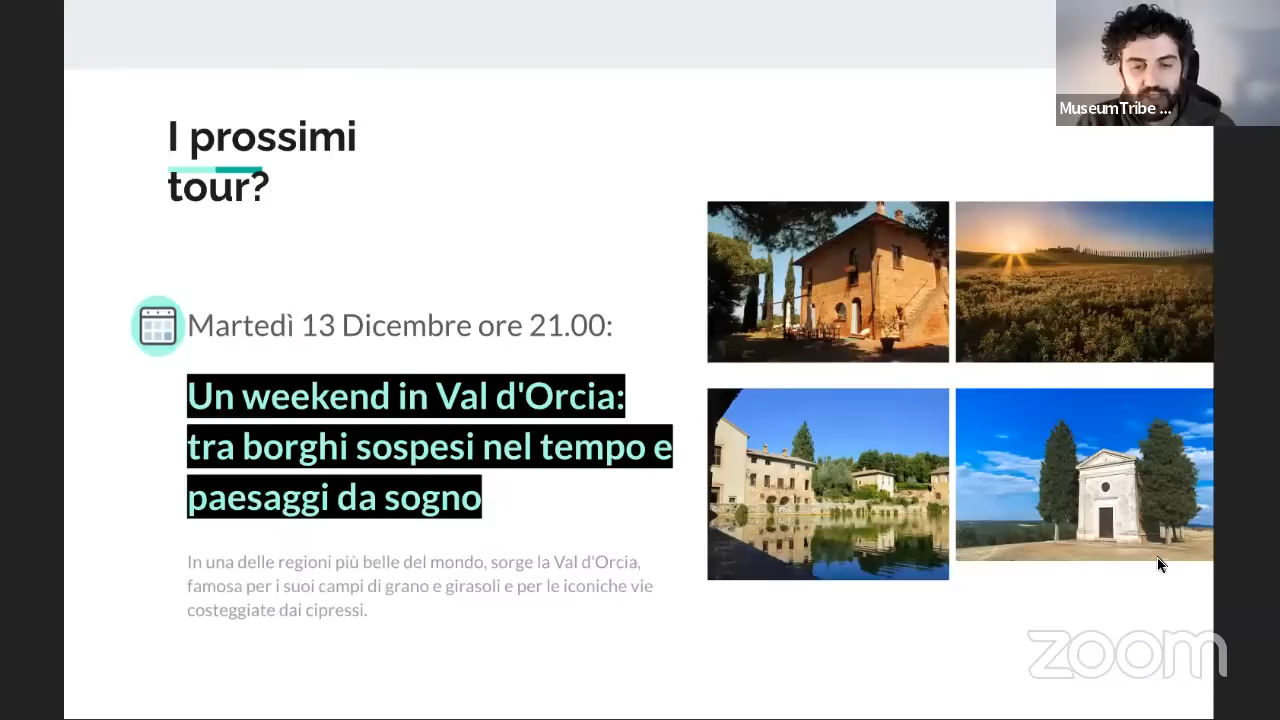 MuseumTribe ...
I prossimi
tour?
Martedì 13 Dicembre ore 21.00:
Un weekend in Val d'Orcia:
tra borghi sospesi nel tempo e
paesaggi da sogno
In una delle regioni più belle del mondo, sorge la Val d'Orcia,
famosa per i suoi campi di grano e girasoli e per le iconiche vie
costeggiate dai cipressi.
zoom